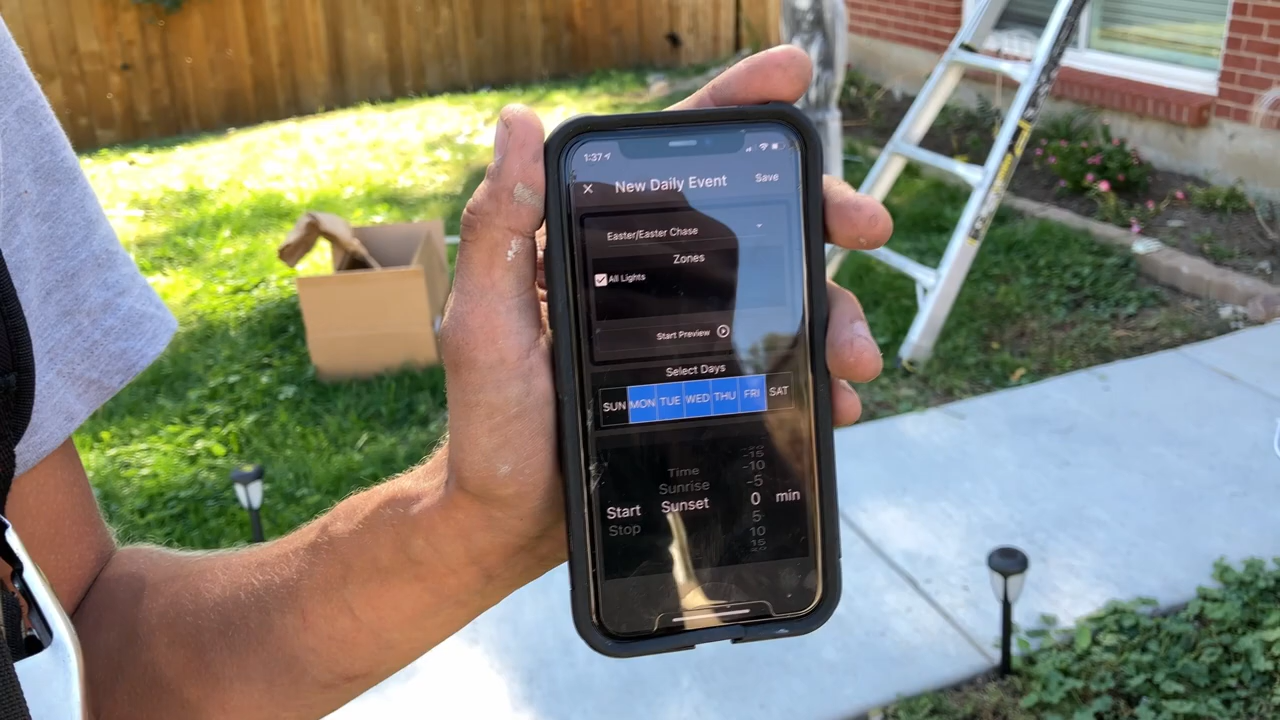 1:37
New Daily Event
Save
Easter/Easter Chase
Zones
All Lights
Start Preview
Select Days
SUN MON TUE WED THU FRI SAT
-15
-10
Time
-5
Sunrise
Start Sunset 0 min
Stop
5
10
15